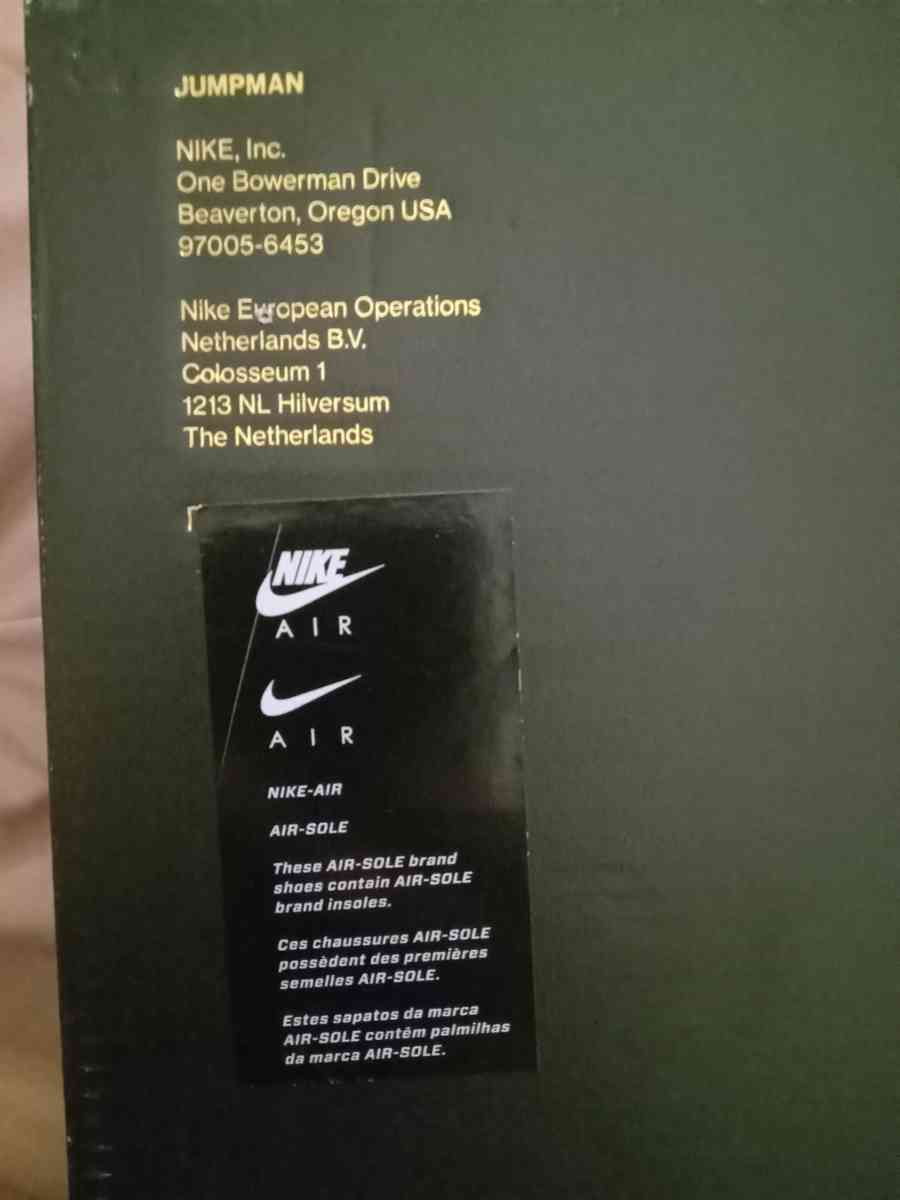 JUMPMAN
NIKE, Inc.
One Bowerman Drive
Beaverton, Oregon USA
97005-6453
Nike European Operations
Netherlands B.V.
Colosseum 1
1213 NL Hilversum
The Netherlands
NIKE
AIR
AIR
NIKE-AIR
AIR-SOLE
These AIR-SOLE brand
shoes contain AIR-SOLE
brand insoles.
Ces chaussures AIR-SOLE
possèdent des premières
semelles AIR-SOLE.
Estes sapatos da marca
AIR-SOLE contêm palmilhas
da marca AIR-SOLE.